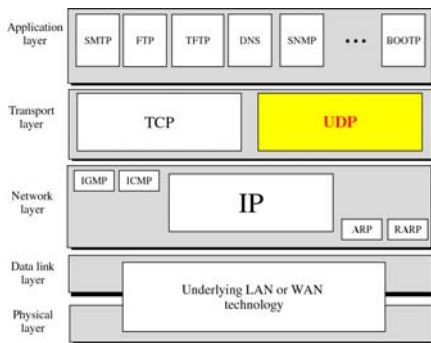 Application
layer
SMTP FTP TFTP DNS SNMP ••• BOOTP
Transport
layer
TCP UDP
IGMP ICMP
Network
layer
IP
ARP RARP
Data link
layer
Underlying LAN or WAN
technology
Physical
layer